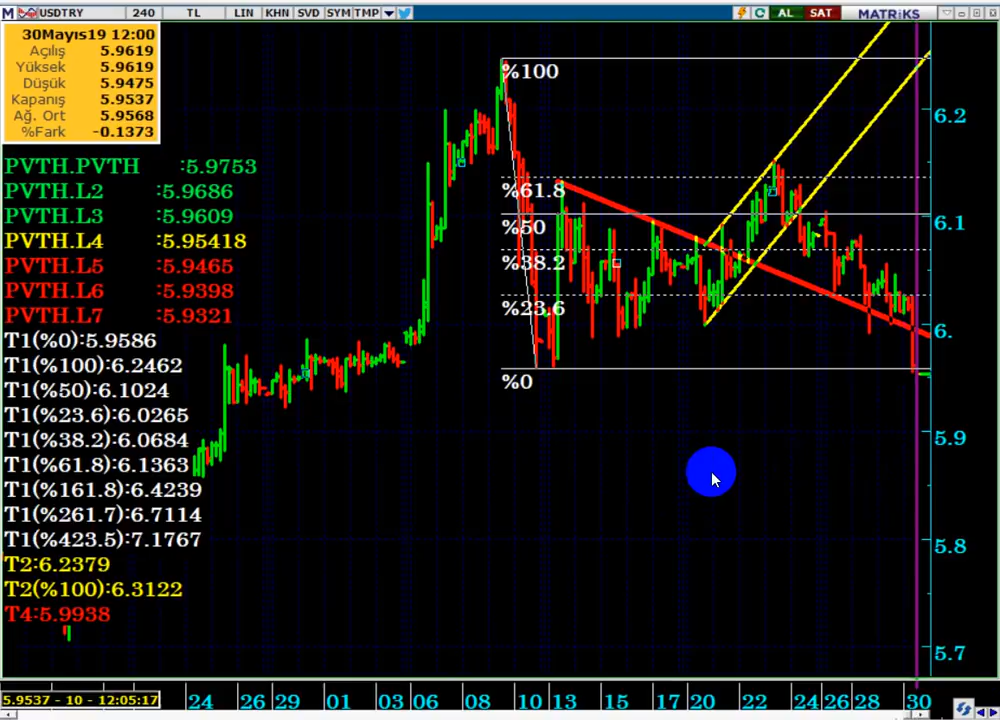 M USDTRY 240 TL LIN KHN SVD SYM TMP AL SAT MATRİKS
30Mayıs19 12:00
Açılış 5.9619
Yüksek 5.9619
Düşük 5.9475
Kapanış 5.9537
Ağ. Ort 5.9568
%Fark -0.1373
PVTH.PVTH :5.9753
PVTH.L2 :5.9686
PVTH.L3 :5.9609
PVTH.L4 :5.95418
PVTH.L5 :5.9465
PVTH.L6 :5.9398
PVTH.L7 :5.9321
T1(%0):5.9586
T1(%100):6.2462
T1(%50):6.1024
T1(%23.6):6.0265
T1(%38.2):6.0684
T1(%61.8):6.1363
T1(%161.8):6.4239
T1(%261.7):6.7114
T1(%423.5):7.1767
T2:6.2379
T2(%100):6.3122
T4:5.9938
%100
%61.8
%50
%38.2
%23.6
%0
6.2
6.1
6.
5.9
5.8
5.7
5.9537 - 10 - 12:05:17 24 26 29 01 03 06 08 10 13 15 17 20 22 24 26 28 30